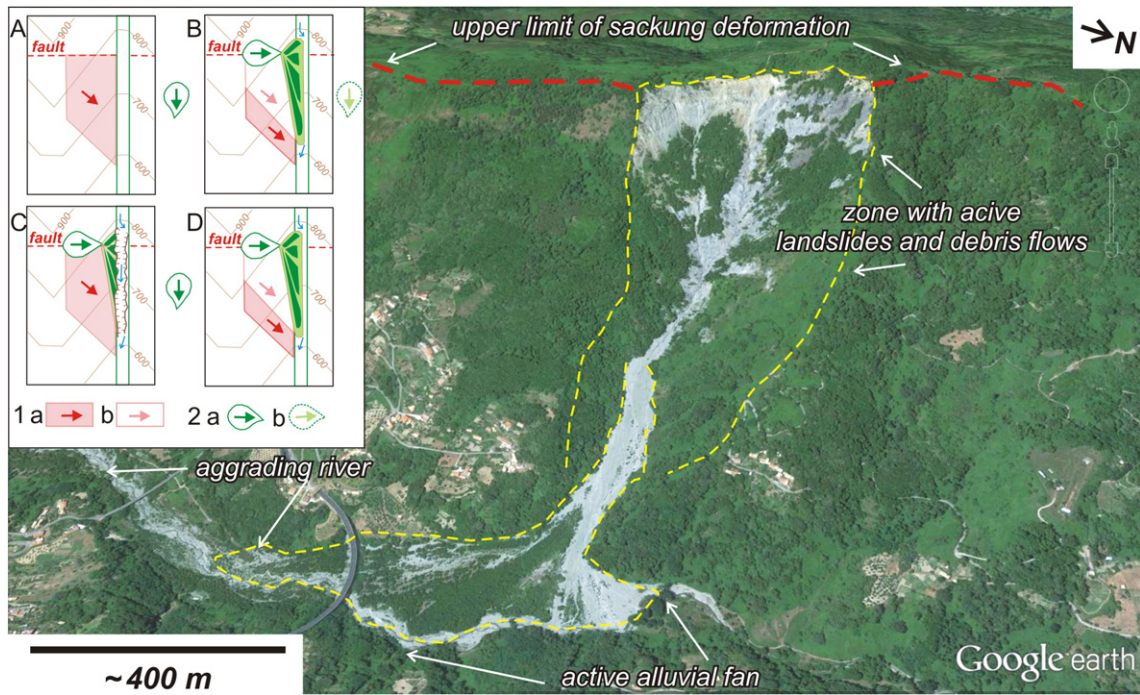 A
B
fault
900
800
700
600
900
800
700
600
C
D
fault
900
800
700
600
fault
900
800
700
600
1 a
b
2 a
b
upper limit of sackung deformation
N
zone with acive
landslides and debris flows
aggrading river
active alluvial fan
~400 m
Google earth